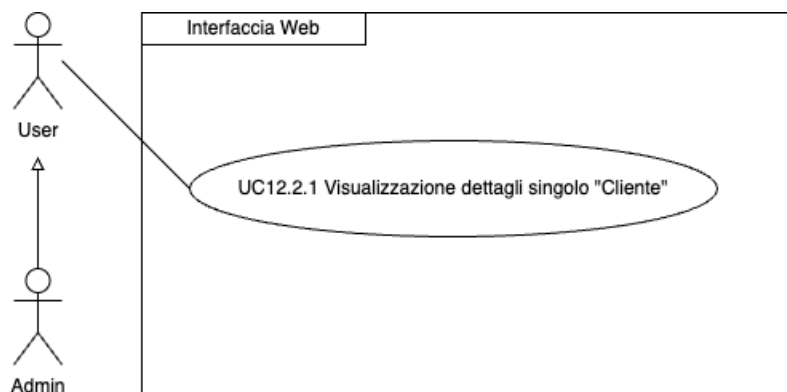 Interfaccia Web
User
UC12.2.1 Visualizzazione dettagli singolo "Cliente"
Admin